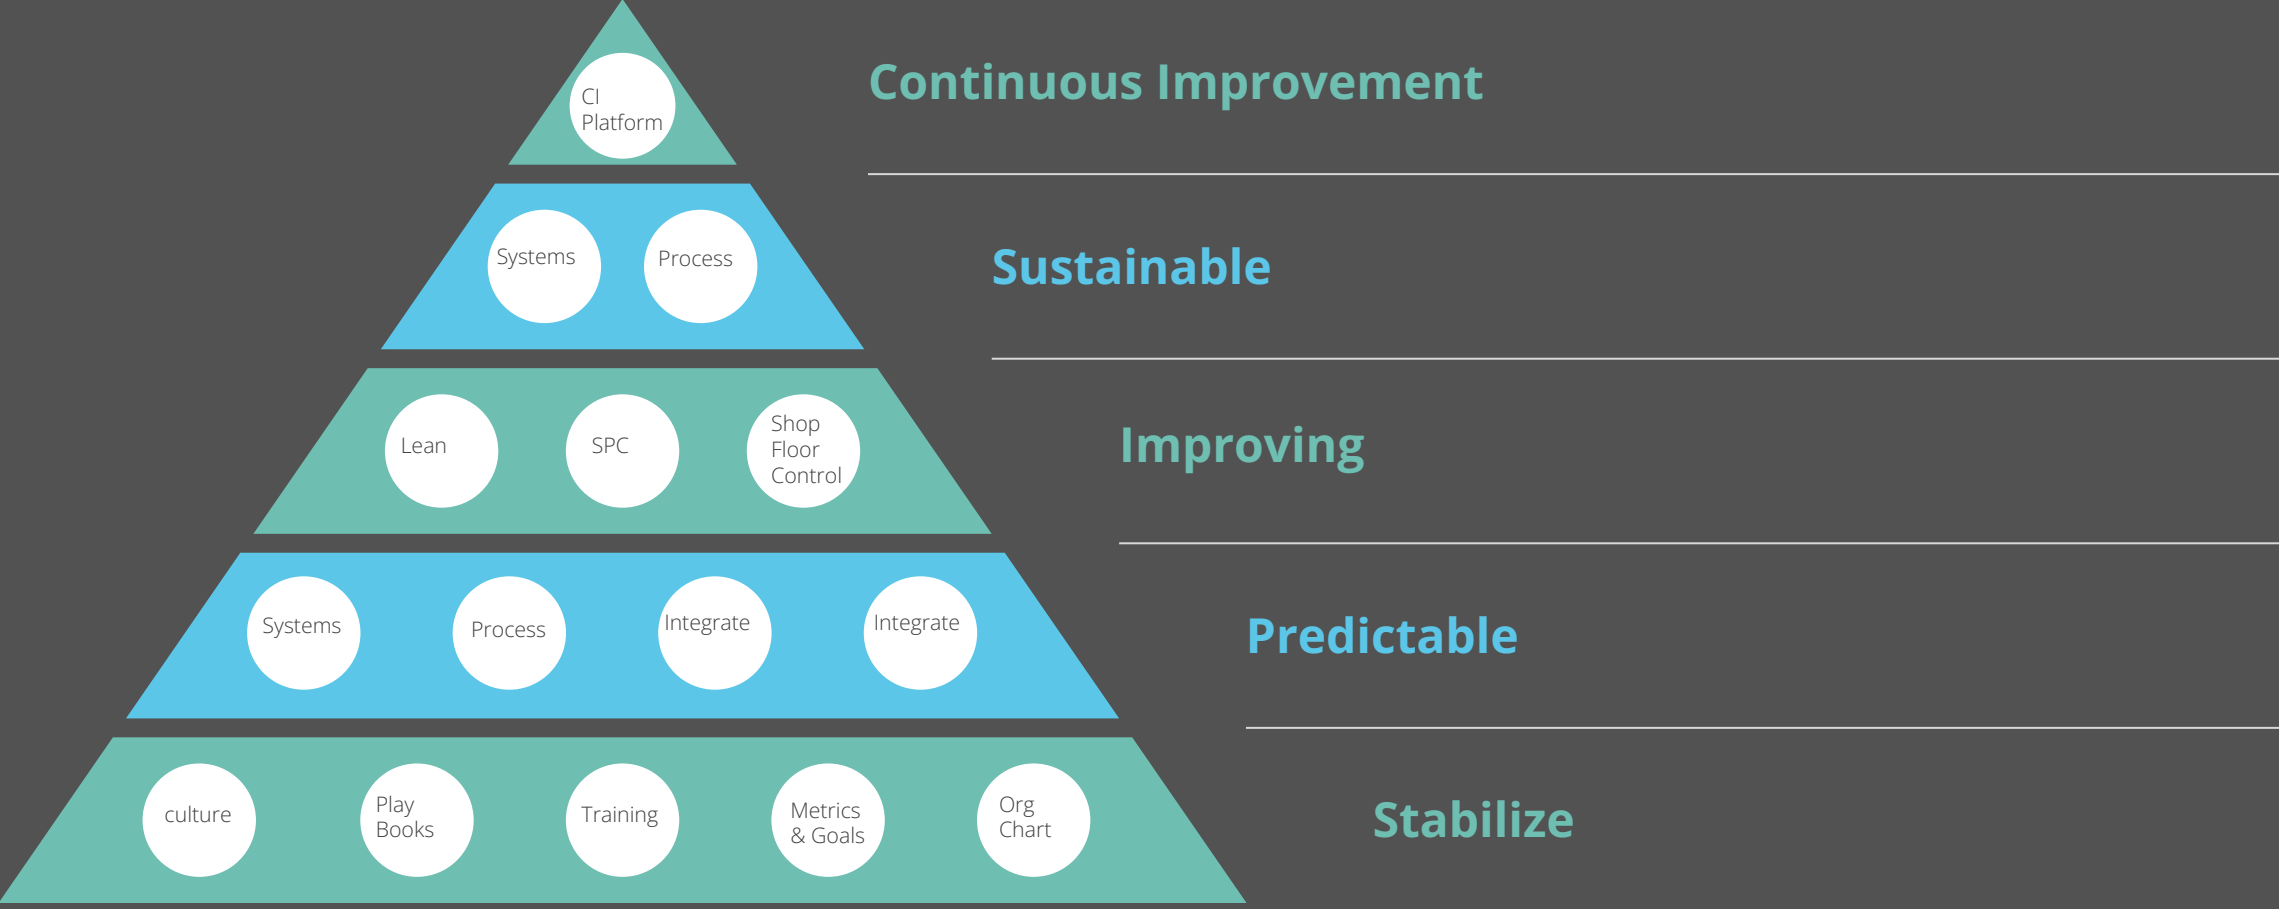 CI
Platform
Continuous Improvement
Systems
Process
Sustainable
Lean
SPC
Shop
Floor
Control
Improving
Systems
Process
Integrate
Integrate
Predictable
culture
Play
Books
Training
Metrics
& Goals
Org
Chart
Stabilize